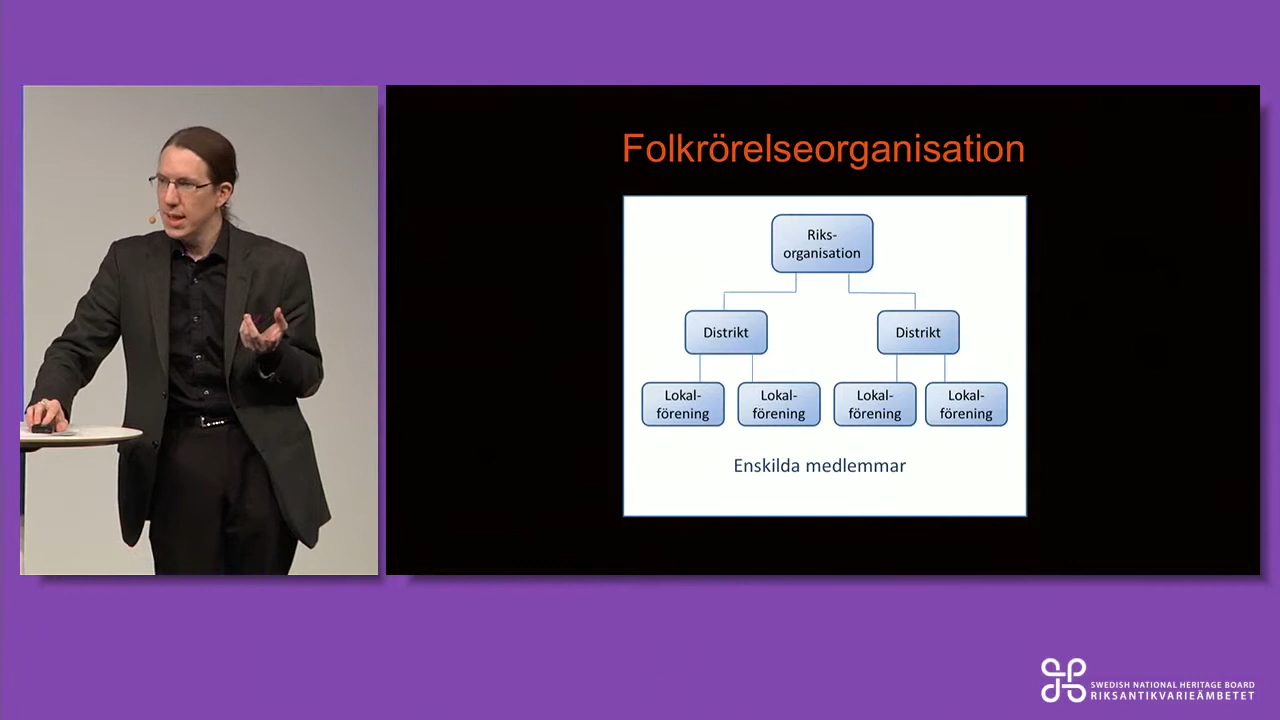 Folkrörelseorganisation
Riks-
organisation
Distrikt
Distrikt
Lokal-
förening
Lokal-
förening
Lokal-
förening
Lokal-
förening
Enskilda medlemmar
SWEDISH NATIONAL HERITAGE BOARD
RIKSANTIKVARIEÄMBETET